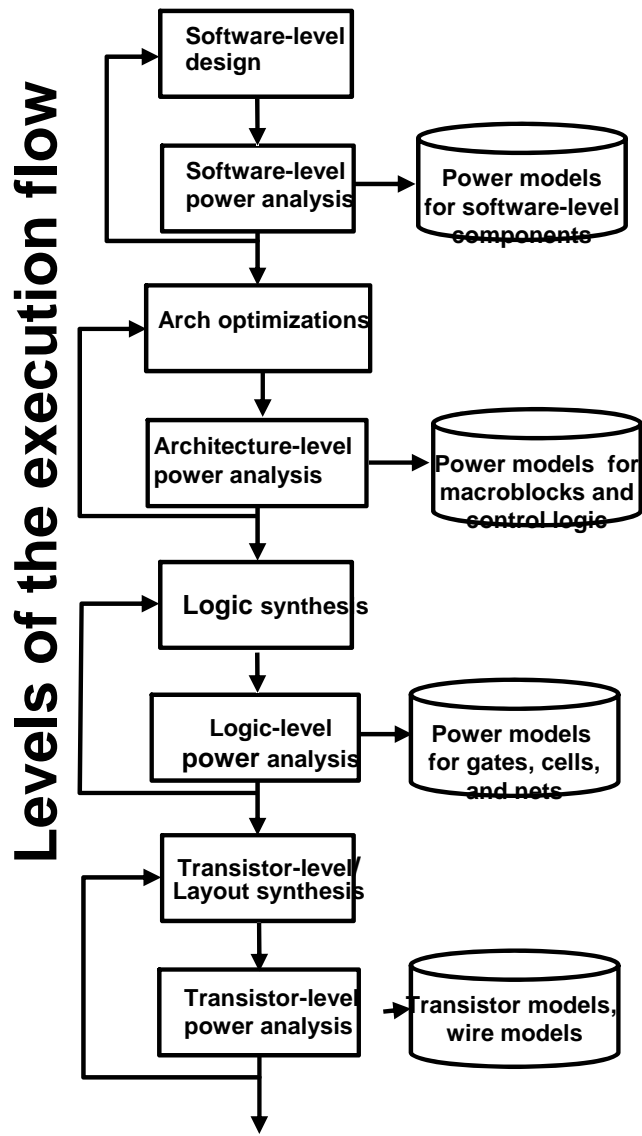 Levels of the execution flow
Software-level
design
Software-level
power analysis
Power models
for software-level
components
Arch optimizations
Architecture-level
power analysis
Power models for
macroblocks and
control logic
Logic synthesis
Logic-level
power analysis
Power models
for gates, cells,
and nets
Transistor-level/
Layout synthesis
Transistor-level
power analysis
Transistor models,
wire models